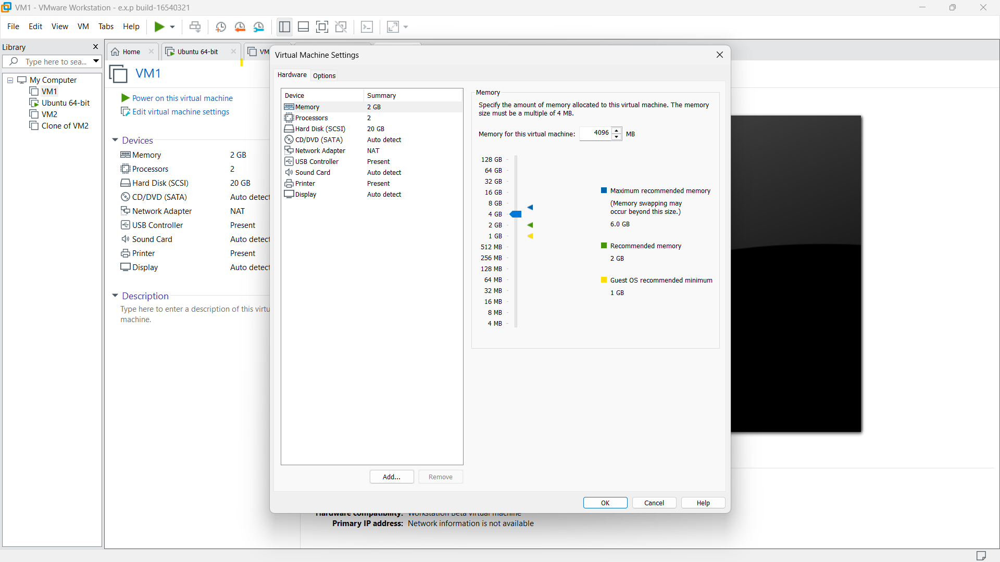 VM1 - VMware Workstation - e.x.p build-16540321
File Edit View VM Tabs Help
Library
Type here to sea...
My Computer
VM1
Ubuntu 64-bit
VM2
Clone of VM2
Home
Ubuntu 64-bit
VM
VM1
Power on this virtual machine
Edit virtual machine settings
Devices
Memory 2 GB
Processors 2
Hard Disk (SCSI) 20 GB
CD/DVD (SATA) Auto detect
Network Adapter NAT
USB Controller Present
Sound Card Auto detect
Printer Present
Display Auto detect
Description
Type here to enter a description of this virtu
machine.
Virtual Machine Settings
Hardware Options
Device Summary
Memory 2 GB
Processors 2
Hard Disk (SCSI) 20 GB
CD/DVD (SATA) Auto detect
Network Adapter NAT
USB Controller Present
Sound Card Auto detect
Printer Present
Display Auto detect
Add... Remove
Memory
Specify the amount of memory allocated to this virtual machine. The memory
size must be a multiple of 4 MB.
Memory for this virtual machine: 4096 MB
128 GB
64 GB
32 GB
16 GB
8 GB
4 GB
2 GB
1 GB
512 MB
256 MB
128 MB
64 MB
32 MB
16 MB
8 MB
4 MB
Maximum recommended memory
(Memory swapping may
occur beyond this size.)
6.0 GB
Recommended memory
2 GB
Guest OS recommended minimum
1 GB
OK Cancel Help
Hardware compatibility: Workstation Beta virtual machine
Primary IP address: Network information is not available